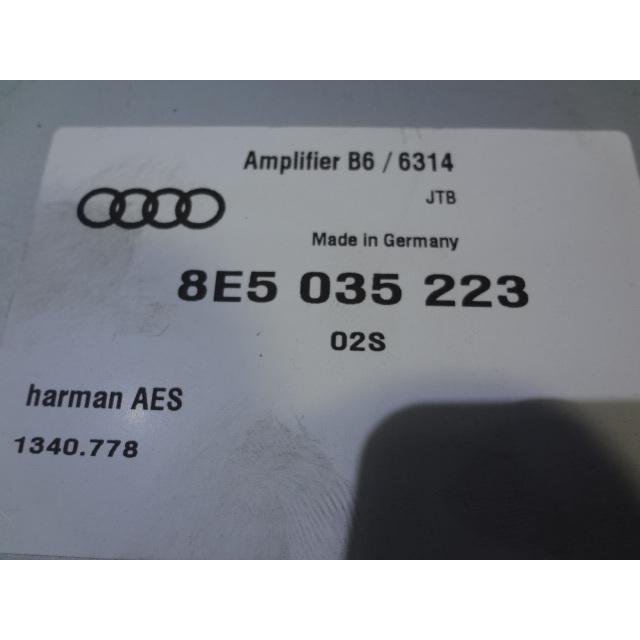 Amplifier B6 / 6314
JTB
Made in Germany
8E5 035 223
02S
harman AES
1340.778